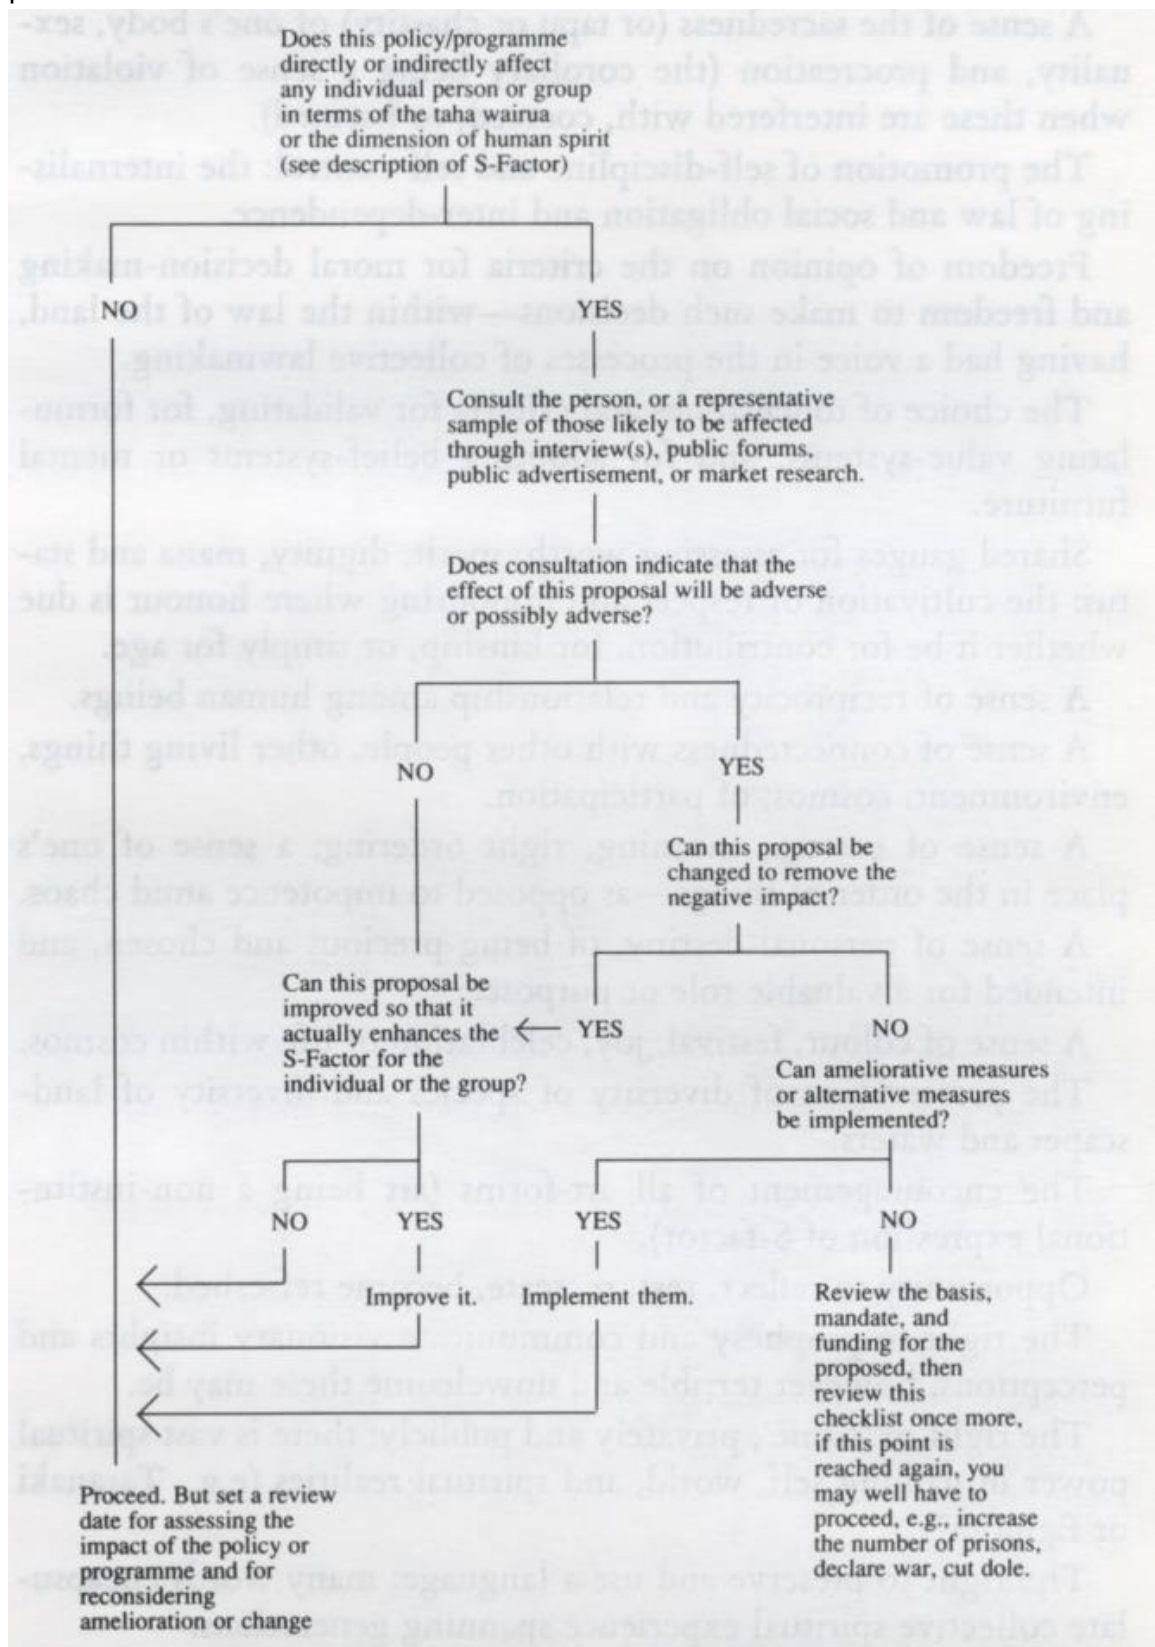 Does this policy/programme
directly or indirectly affect
any individual person or group
in terms of the taha wairua
or the dimension of human spirit
(see description of S-Factor)
NO
YES
Consult the person, or a representative
sample of those likely to be affected
through interview(s), public forums,
public advertisement, or market research.
Does consultation indicate that the
effect of this proposal will be adverse
or possibly adverse?
NO
YES
Can this proposal be
changed to remove the
negative impact?
Can this proposal be
improved so that it
actually enhances the
S-Factor for the
individual or the group?
YES
NO
Can ameliorative measures
or alternative measures
be implemented?
NO
YES
YES
NO
Improve it.
Implement them.
Review the basis,
mandate, and
funding for the
proposed, then
review this
checklist once more,
if this point is
reached again, you
may well have to
proceed, e.g., increase
the number of prisons,
declare war, cut dole.
Proceed. But set a review
date for assessing the
impact of the policy or
programme and for
reconsidering
amelioration or change